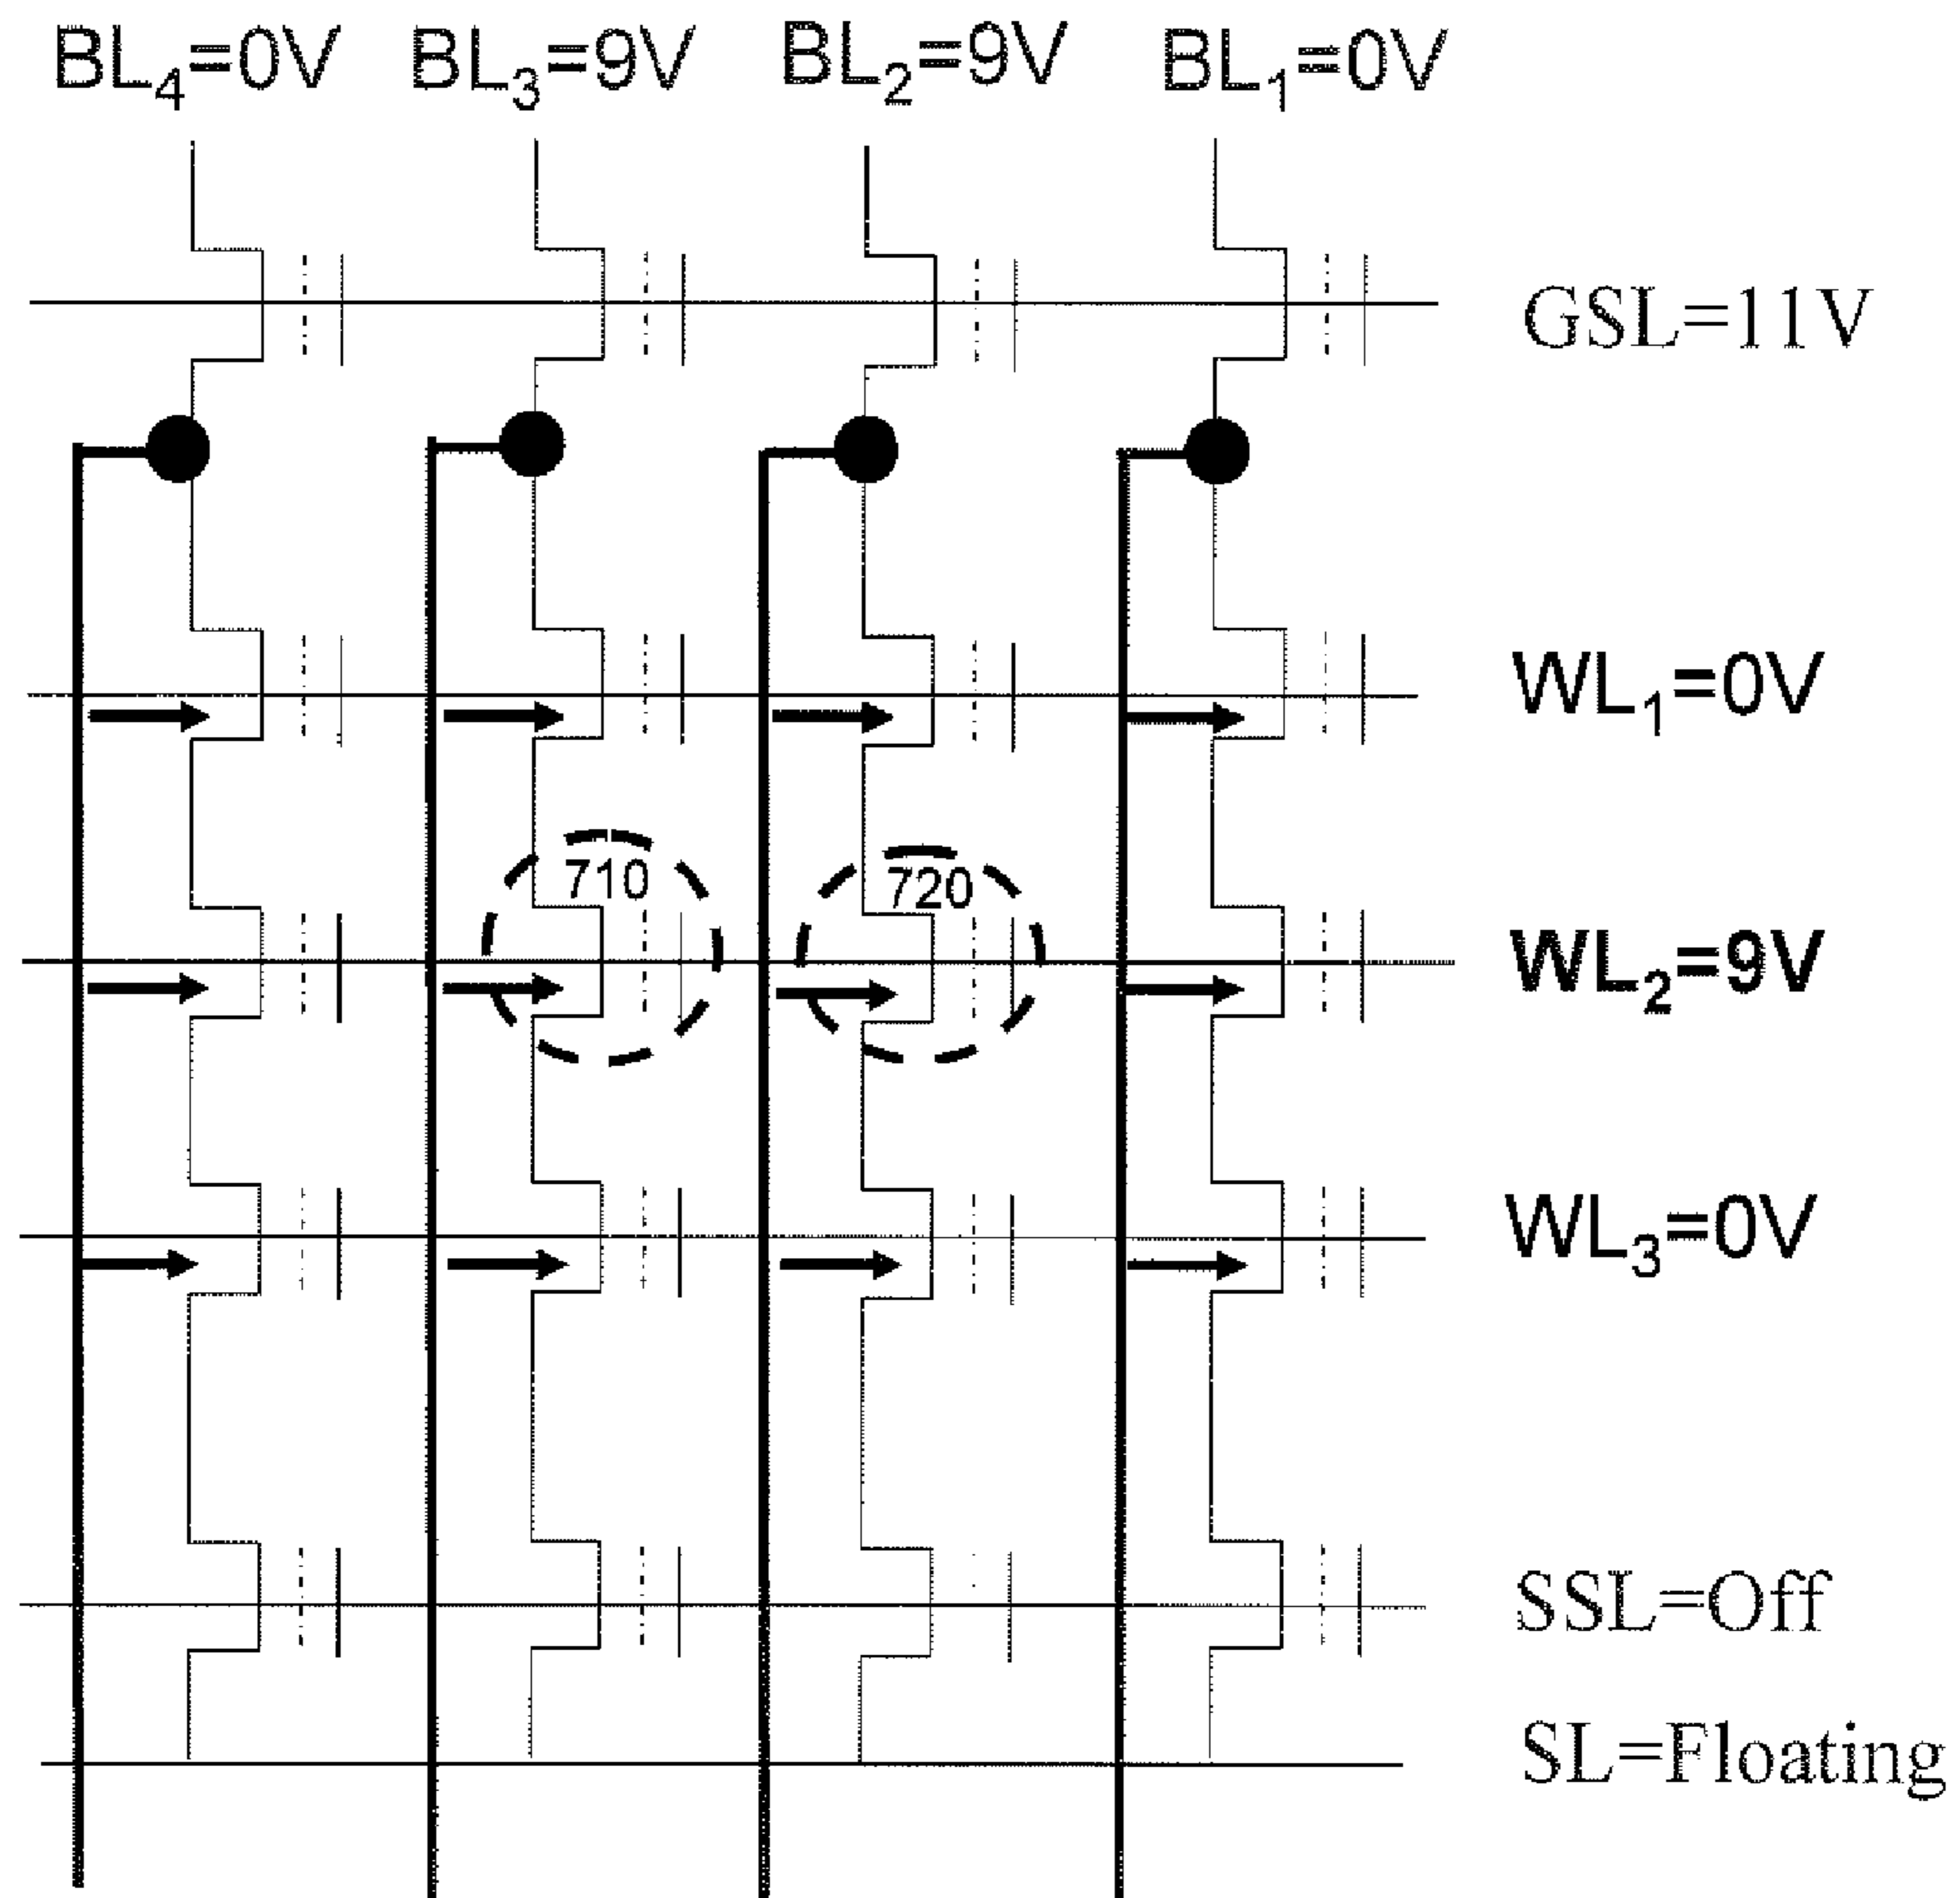 BL₄=0V BL₃=9V BL₂=9V BL₁=0V
GSL=11V
WL₁=0V
710
720
WL₂=9V
WL₃=0V
SSL=Off
SL=Floating